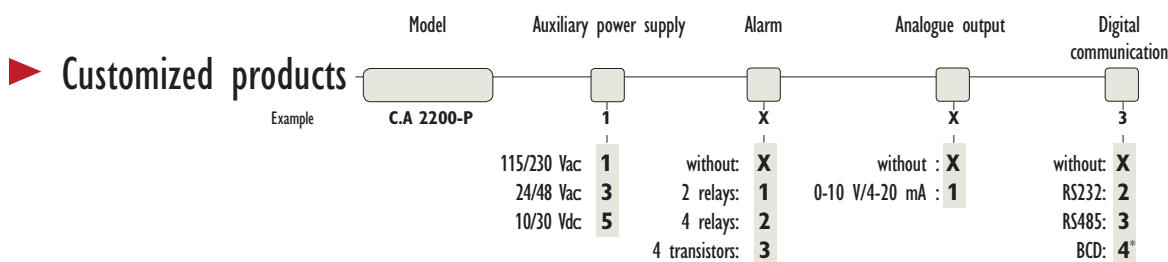 Model Auxiliary power supply Alarm Analogue output Digital communication
Customized products
Example C.A 2200-P 1 X X 3
115/230 Vac: 1 without: X without : X without: X
24/48 Vac: 3 2 relays: 1 0-10 V/4-20 mA : 1 RS232: 2
10/30 Vdc: 5 4 relays: 2 RS485: 3
4 transistors: 3 BCD: 4*